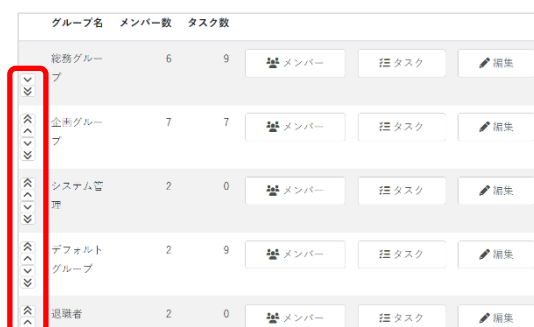 グループ名 メンバー数 タスク数
総務グルー
プ
6 9 メンバー タスク 編集
企画グルー
プ
7 7 メンバー タスク 編集
システム管
理
2 0 メンバー タスク 編集
デフォルト
グループ
2 9 メンバー タスク 編集
退職者 2 0 メンバー タスク 編集